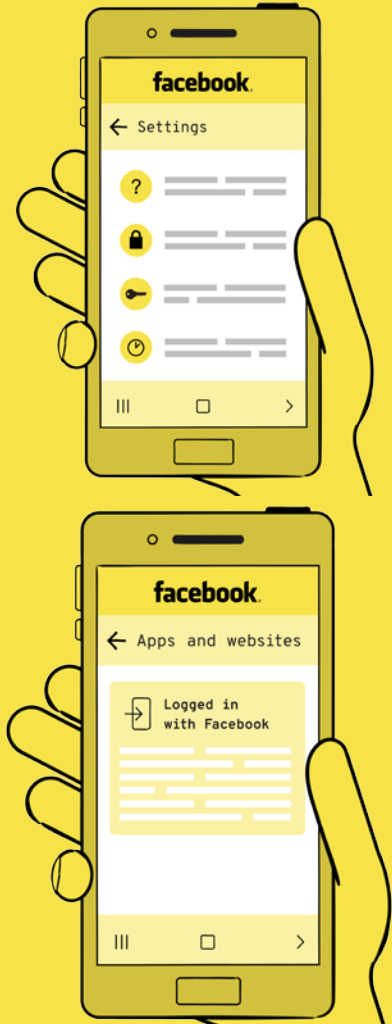 facebook.
Settings
?
facebook.
Apps and websites
Logged in
with Facebook